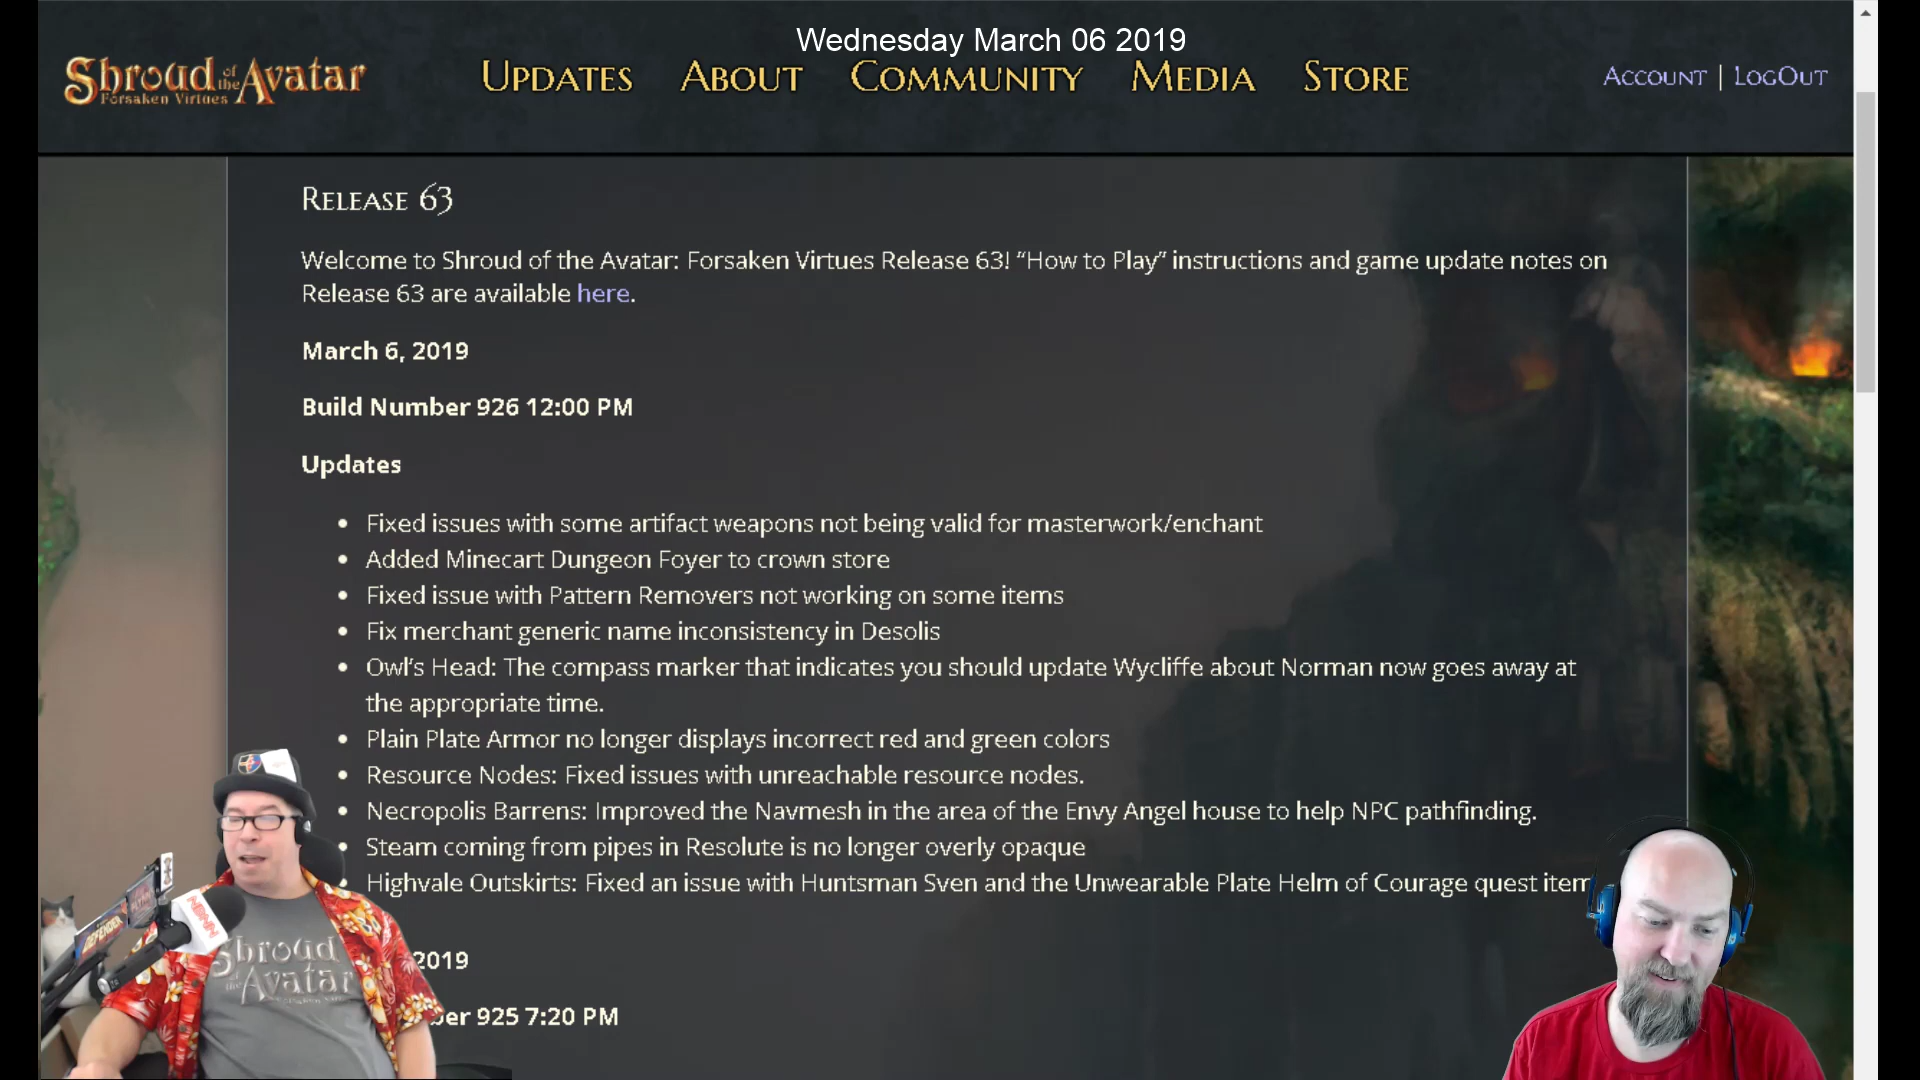 Wednesday March 06 2019
Shroud of the Avatar
Forsaken Virtues
Updates About Community Media Store
Account | LogOut
Release 63
Welcome to Shroud of the Avatar: Forsaken Virtues Release 63! “How to Play” instructions and game update notes on
Release 63 are available here.
March 6, 2019
Build Number 926 12:00 PM
Updates
• Fixed issues with some artifact weapons not being valid for masterwork/enchant
• Added Minecart Dungeon Foyer to crown store
• Fixed issue with Pattern Removers not working on some items
• Fix merchant generic name inconsistency in Desolis
• Owl’s Head: The compass marker that indicates you should update Wycliffe about Norman now goes away at
the appropriate time.
• Plain Plate Armor no longer displays incorrect red and green colors
• Resource Nodes: Fixed issues with unreachable resource nodes.
• Necropolis Barrens: Improved the Navmesh in the area of the Envy Angel house to help NPC pathfinding.
• Steam coming from pipes in Resolute is no longer overly opaque
• Highvale Outskirts: Fixed an issue with Huntsman Sven and the Unwearable Plate Helm of Courage quest item
2019
ber 925 7:20 PM
DEFENDER
Shroud
of the
Avatar